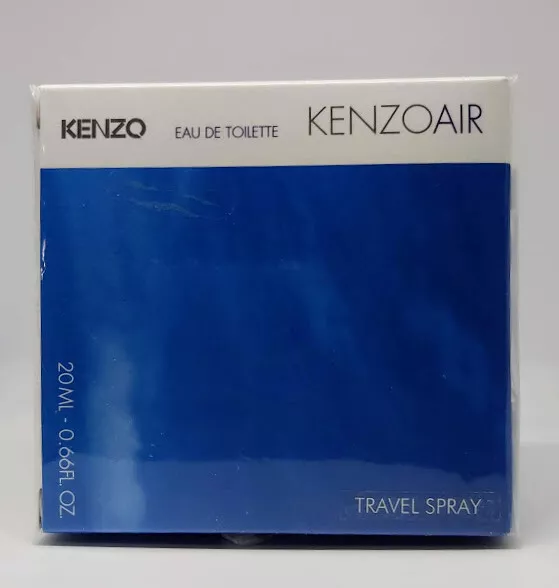 KENZO EAU DE TOILETTE KENZOAIR
20ML - 0.66FL. OZ.
TRAVEL SPRAY